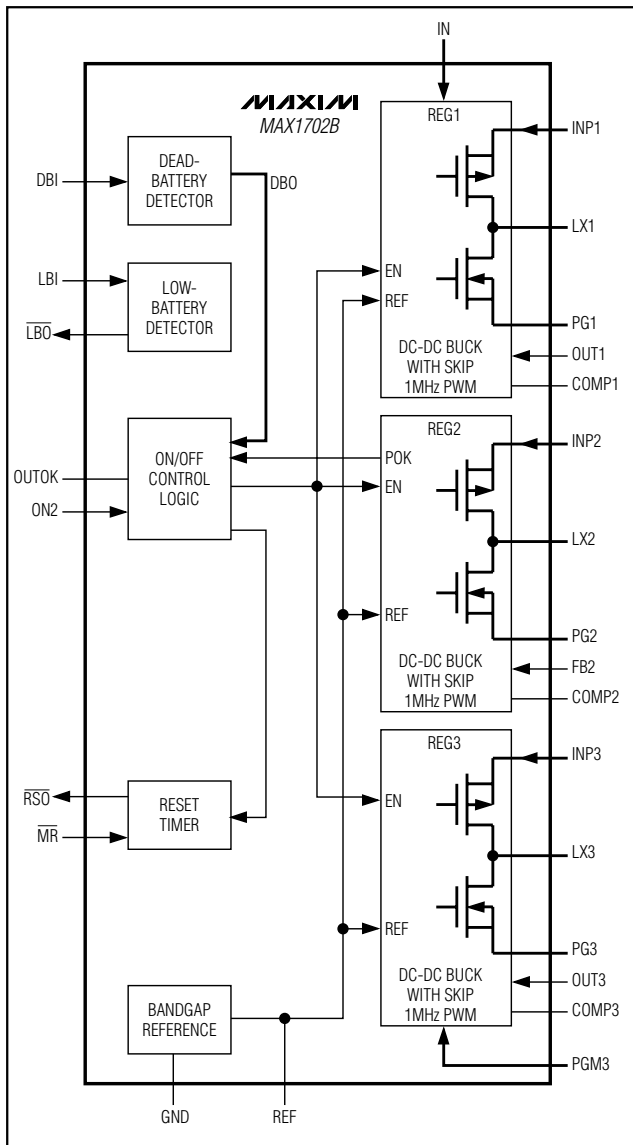 IN
MAXIM
MAX1702B
DBI
DEAD-
BATTERY
DETECTOR
DBO
LBI
L̅B̅O̅
LOW-
BATTERY
DETECTOR
OUTOK
ON2
ON/OFF
CONTROL
LOGIC
R̅S̅O̅
M̅R̅
RESET
TIMER
BANDGAP
REFERENCE
GND
REF
REG1
EN
REF
DC-DC BUCK
WITH SKIP
1MHz PWM
INP1
LX1
PG1
OUT1
COMP1
REG2
POK
EN
REF
DC-DC BUCK
WITH SKIP
1MHz PWM
INP2
LX2
PG2
FB2
COMP2
REG3
EN
REF
DC-DC BUCK
WITH SKIP
1MHz PWM
INP3
LX3
PG3
OUT3
COMP3
PGM3